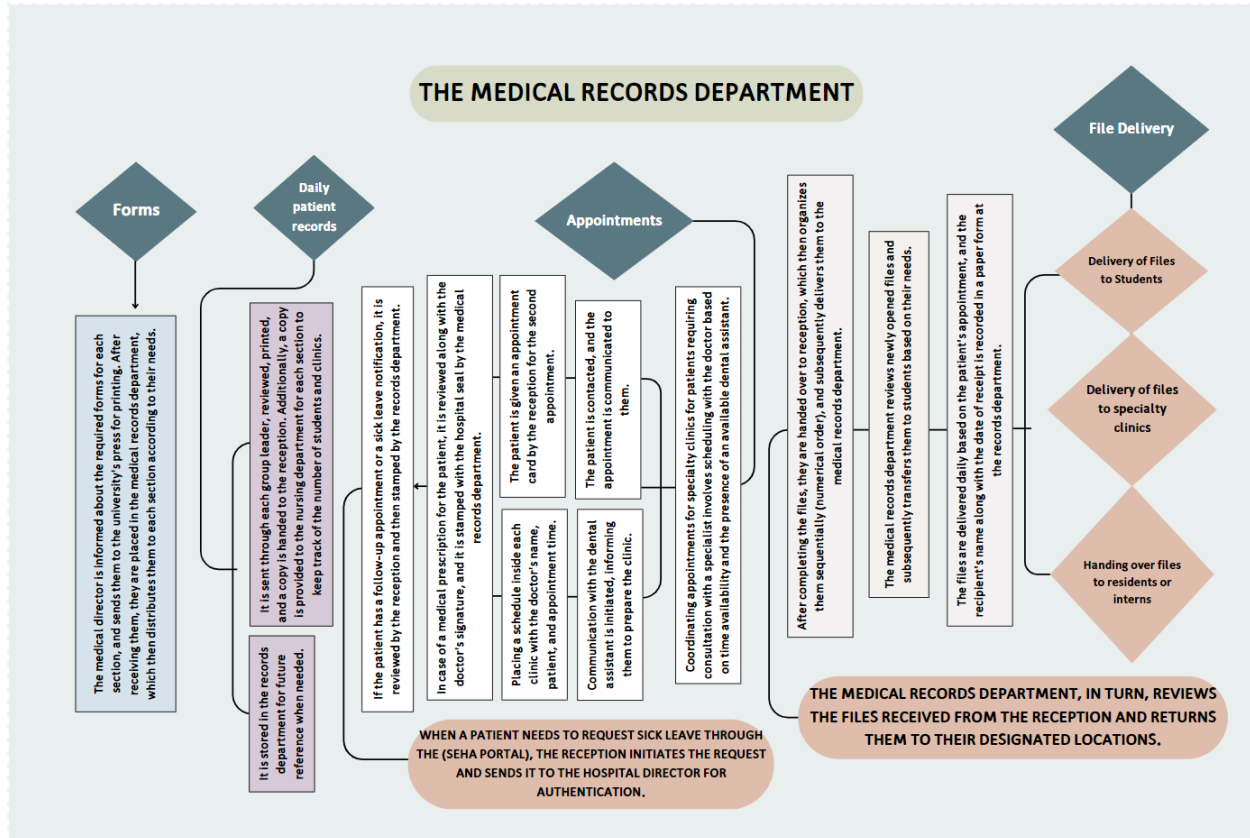 THE MEDICAL RECORDS DEPARTMENT
Forms
The medical director is informed about the required forms for each
section, and sends them to the university's press for printing. After
receiving them, they are placed in the medical records department,
which then distributes them to each section according to their needs.
Daily
patient
records
It is sent through each group leader, reviewed, printed,
and a copy is handed to the reception. Additionally, a copy
is provided to the nursing department for each section to
keep track of the number of students and clinics.
It is stored in the records
department for future
reference when needed.
Appointments
Coordinating appointments for specialty clinics for patients requiring
consultation with a specialist involves scheduling with the doctor based
on time availability and the presence of an available dental assistant.
The patient is contacted, and the
appointment is communicated to
them.
Communication with the dental
assistant is initiated, informing
them to prepare the clinic.
The patient is given an appointment
card by the reception for the second
appointment.
Placing a schedule inside each
clinic with the doctor's name,
patient, and appointment time.
In case of a medical prescription for the patient, it is reviewed along with the
doctor's signature, and it is stamped with the hospital seal by the medical
records department.
If the patient has a follow-up appointment or a sick leave notification, it is
reviewed by the reception and then stamped by the records department.
WHEN A PATIENT NEEDS TO REQUEST SICK LEAVE THROUGH
THE (SEHA PORTAL), THE RECEPTION INITIATES THE REQUEST
AND SENDS IT TO THE HOSPITAL DIRECTOR FOR
AUTHENTICATION.
File Delivery
Delivery of Files
to Students
Delivery of files
to specialty
clinics
Handing over files
to residents or
interns
The files are delivered daily based on the patient's appointment, and the
recipient's name along with the date of receipt is recorded in a paper format at
the records department.
The medical records department reviews newly opened files and
subsequently transfers them to students based on their needs.
After completing the files, they are handed over to reception, which then organizes
them sequentially (numerical order), and subsequently delivers them to the
medical records department.
THE MEDICAL RECORDS DEPARTMENT, IN TURN, REVIEWS
THE FILES RECEIVED FROM THE RECEPTION AND RETURNS
THEM TO THEIR DESIGNATED LOCATIONS.